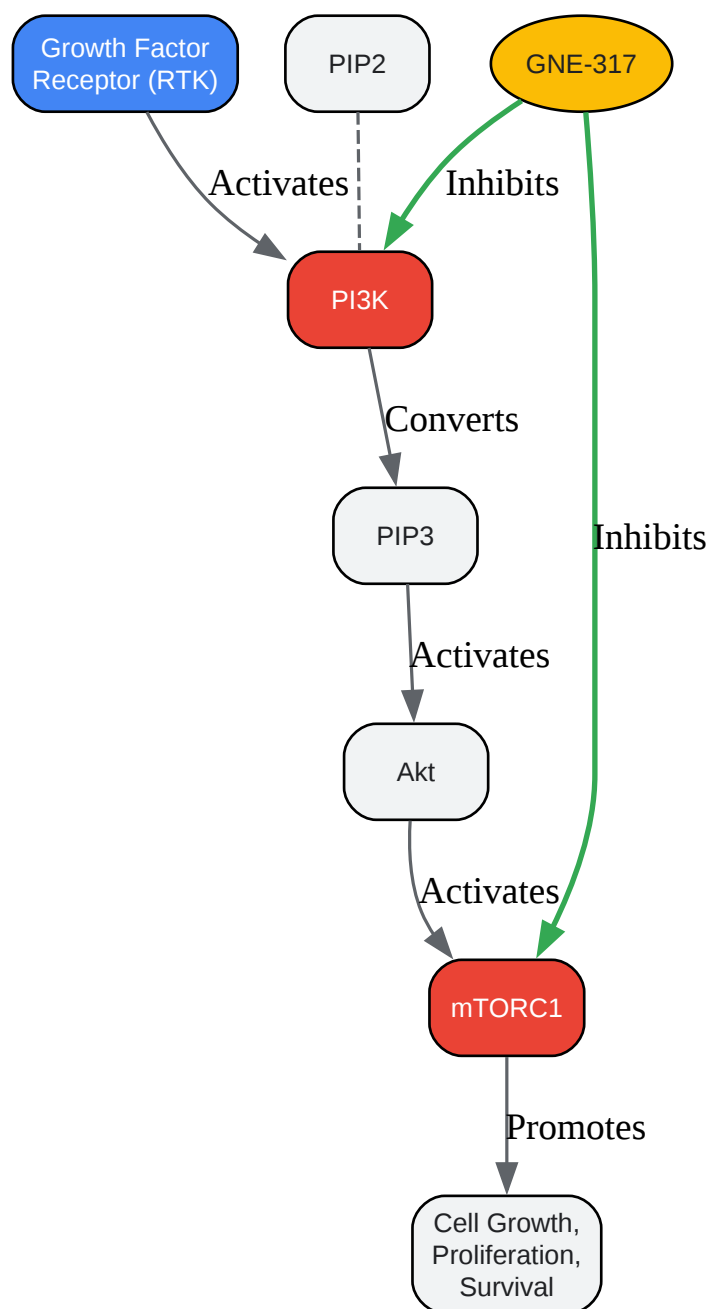 Growth Factor
Receptor (RTK)
PIP2
GNE-317
Activates
Inhibits
PI3K
Converts
PIP3
Inhibits
Activates
Akt
Activates
mTORC1
Promotes
Cell Growth,
Proliferation,
Survival